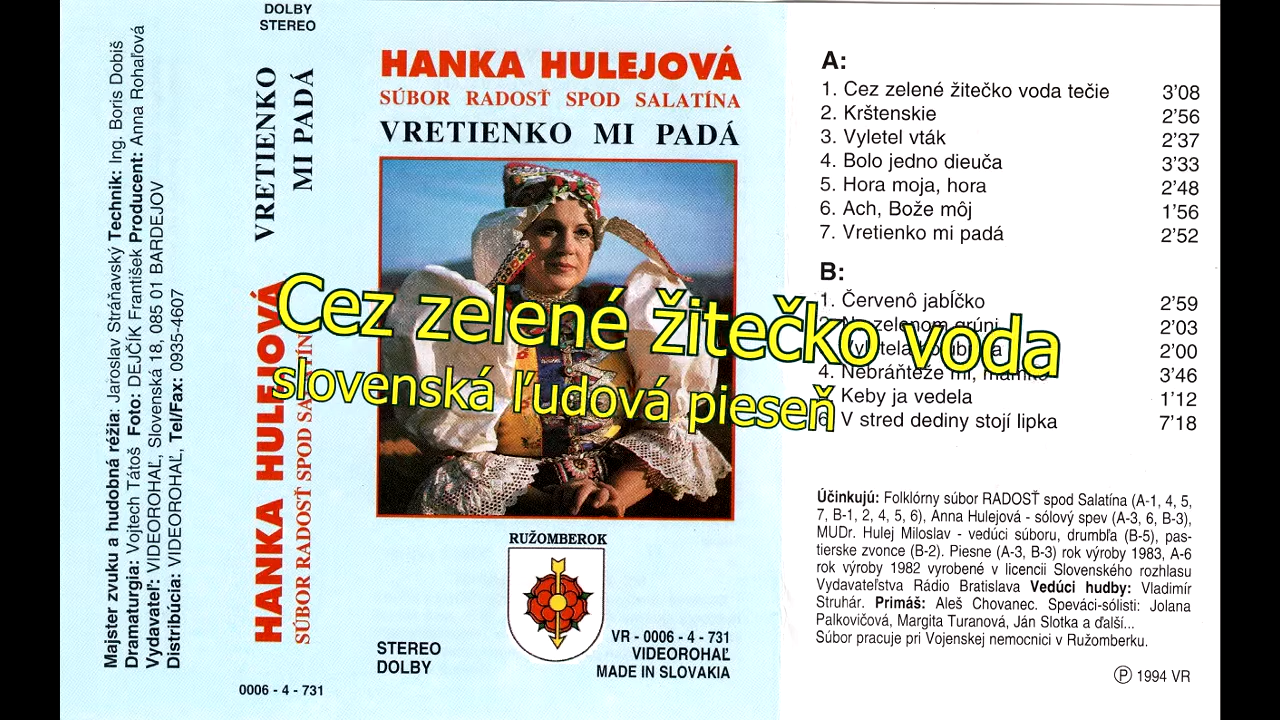 Majster zvuku a hudobná réžia: Jaroslav Stráňavský Technik: Ing. Boris Dobiš
Dramaturgia: Vojtech Tátoš Foto: DEJČÍK František Producent: Anna Rohaľová
Vydavateľ: VIDEOROHAĽ, Slovenská 18, 085 01 BARDEJOV
Distribúcia: VIDEOROHAĽ, Tel/Fax: 0935-4607
DOLBY
STEREO
VRETIENKO
MI PADÁ
HANKA HULEJOVÁ
SÚBOR RADOSŤ SPOD
0006 - 4 - 731
HANKA HULEJOVÁ
SÚBOR RADOSŤ SPOD SALATÍNA
VRETIENKO MI PADÁ
Cez zelené žitečko voda
slovenská ľudová pieseň
RUŽOMBEROK
STEREO
DOLBY
VR - 0006 - 4 - 731
VIDEOROHAĽ
MADE IN SLOVAKIA
A:
1. Cez zelené žitečko voda tečie 3’08
2. Krštenskie 2’56
3. Vyletel vták 2’37
4. Bolo jedno dieuča 3’33
5. Hora moja, hora 2’48
6. Ach, Bože môj 1’56
7. Vretienko mi padá 2’52
B:
1. Červenô jabĺčko 2’59
2’03
2’00
4. Nebráňteže mi, 3’46
Keby ja vedela 1’12
V stred dediny stojí lipka 7’18
Účinkujú: Folklórny súbor RADOSŤ spod Salatína (A-1, 4, 5,
7, B-1, 2, 4, 5, 6), Anna Hulejová - sólový spev (A-3, 6, B-3),
MUDr. Hulej Miloslav - vedúci súboru, drumbľa (B-5), pas-
tierske zvonce (B-2). Piesne (A-3, B-3) rok výroby 1983, A-6
rok výroby 1982 vyrobené v licencii Slovenského rozhlasu
Vydavateľstva Rádio Bratislava Vedúci hudby: Vladimír
Struhár. Primáš: Aleš Chovanec. Speváci-sólisti: Jolana
Palkovičová, Margita Turanová, Ján Slotka a ďalší...
Súbor pracuje pri Vojenskej nemocnici v Ružomberku.
Ⓟ 1994 VR